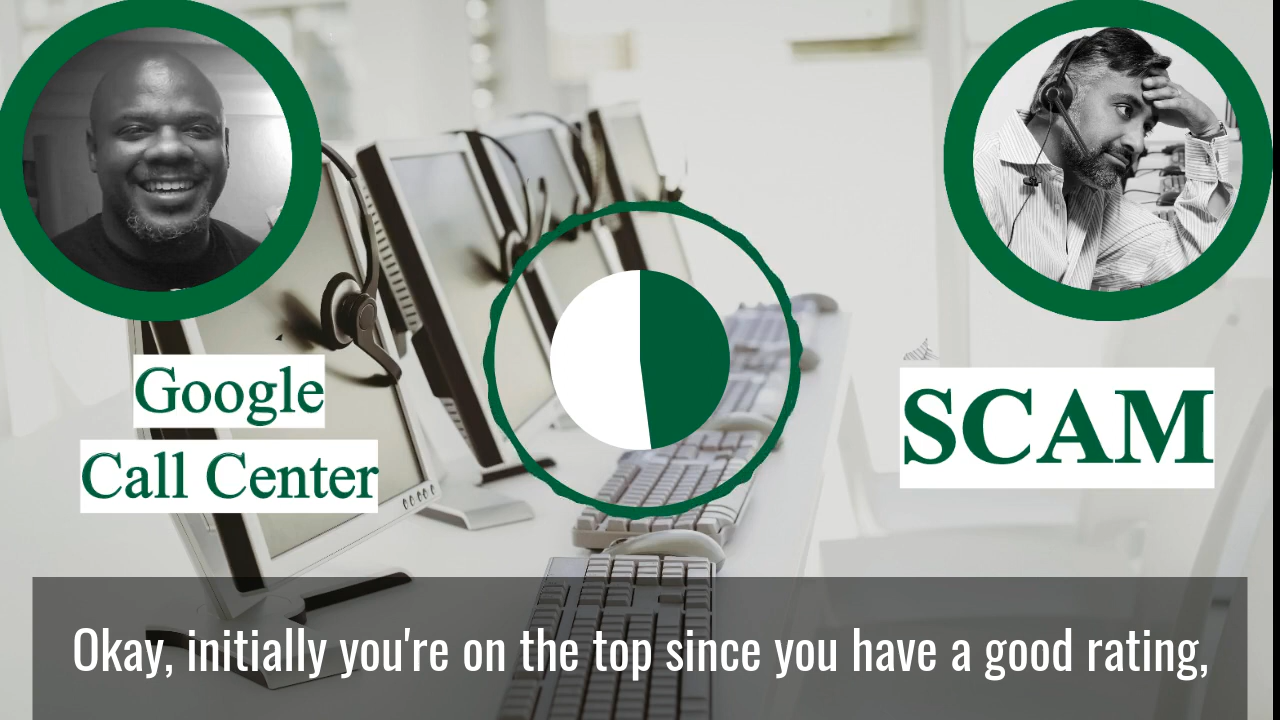 Google
Call Center
SCAM
Okay, initially you're on the top since you have a good rating,